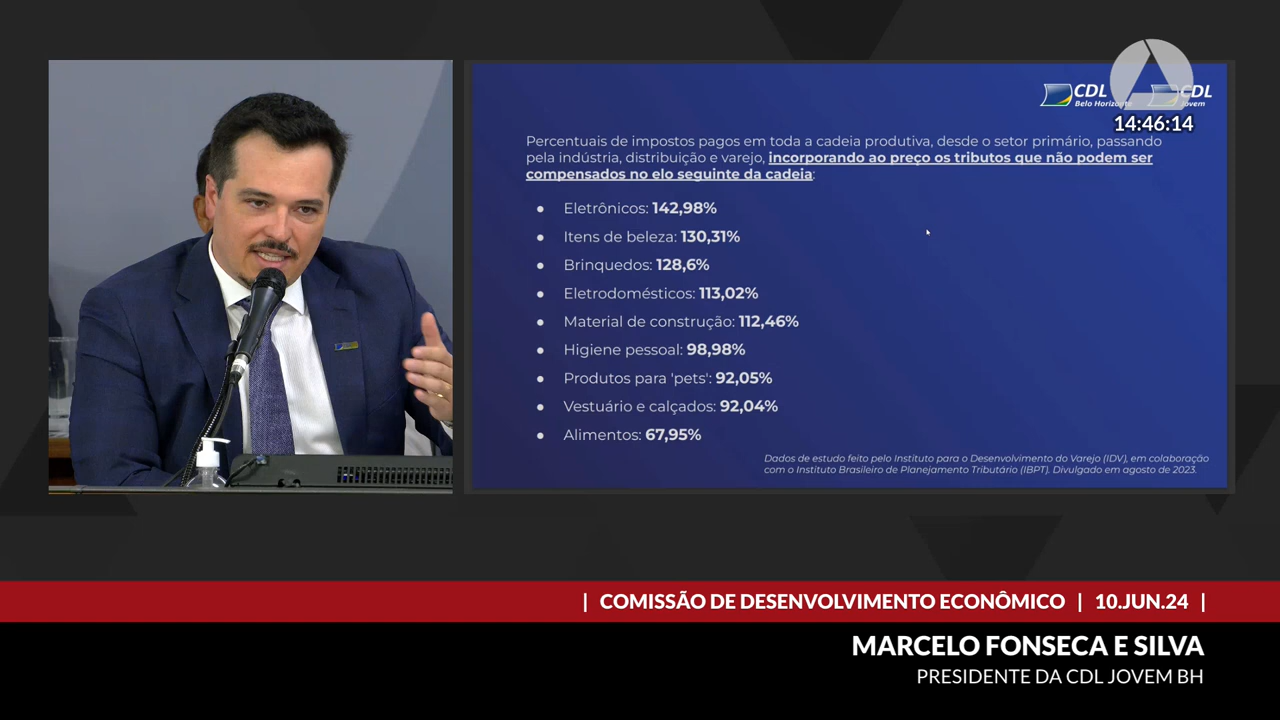 CDL
Belo Horizonte
CDL
Jovem
14:46:14
Percentuais de impostos pagos em toda a cadeia produtiva, desde o setor primário, passando
pela indústria, distribuição e varejo, incorporando ao preço os tributos que não podem ser
compensados no elo seguinte da cadeia:
● Eletrônicos: 142,98%
● Itens de beleza: 130,31%
● Brinquedos: 128,6%
● Eletrodomésticos: 113,02%
● Material de construção: 112,46%
● Higiene pessoal: 98,98%
● Produtos para 'pets': 92,05%
● Vestuário e calçados: 92,04%
● Alimentos: 67,95%
Dados de estudo feito pelo Instituto para o Desenvolvimento do Varejo (IDV), em colaboração
com o Instituto Brasileiro de Planejamento Tributário (IBPT). Divulgado em agosto de 2023.
| COMISSÃO DE DESENVOLVIMENTO ECONÔMICO | 10.JUN.24 |
MARCELO FONSECA E SILVA
PRESIDENTE DA CDL JOVEM BH